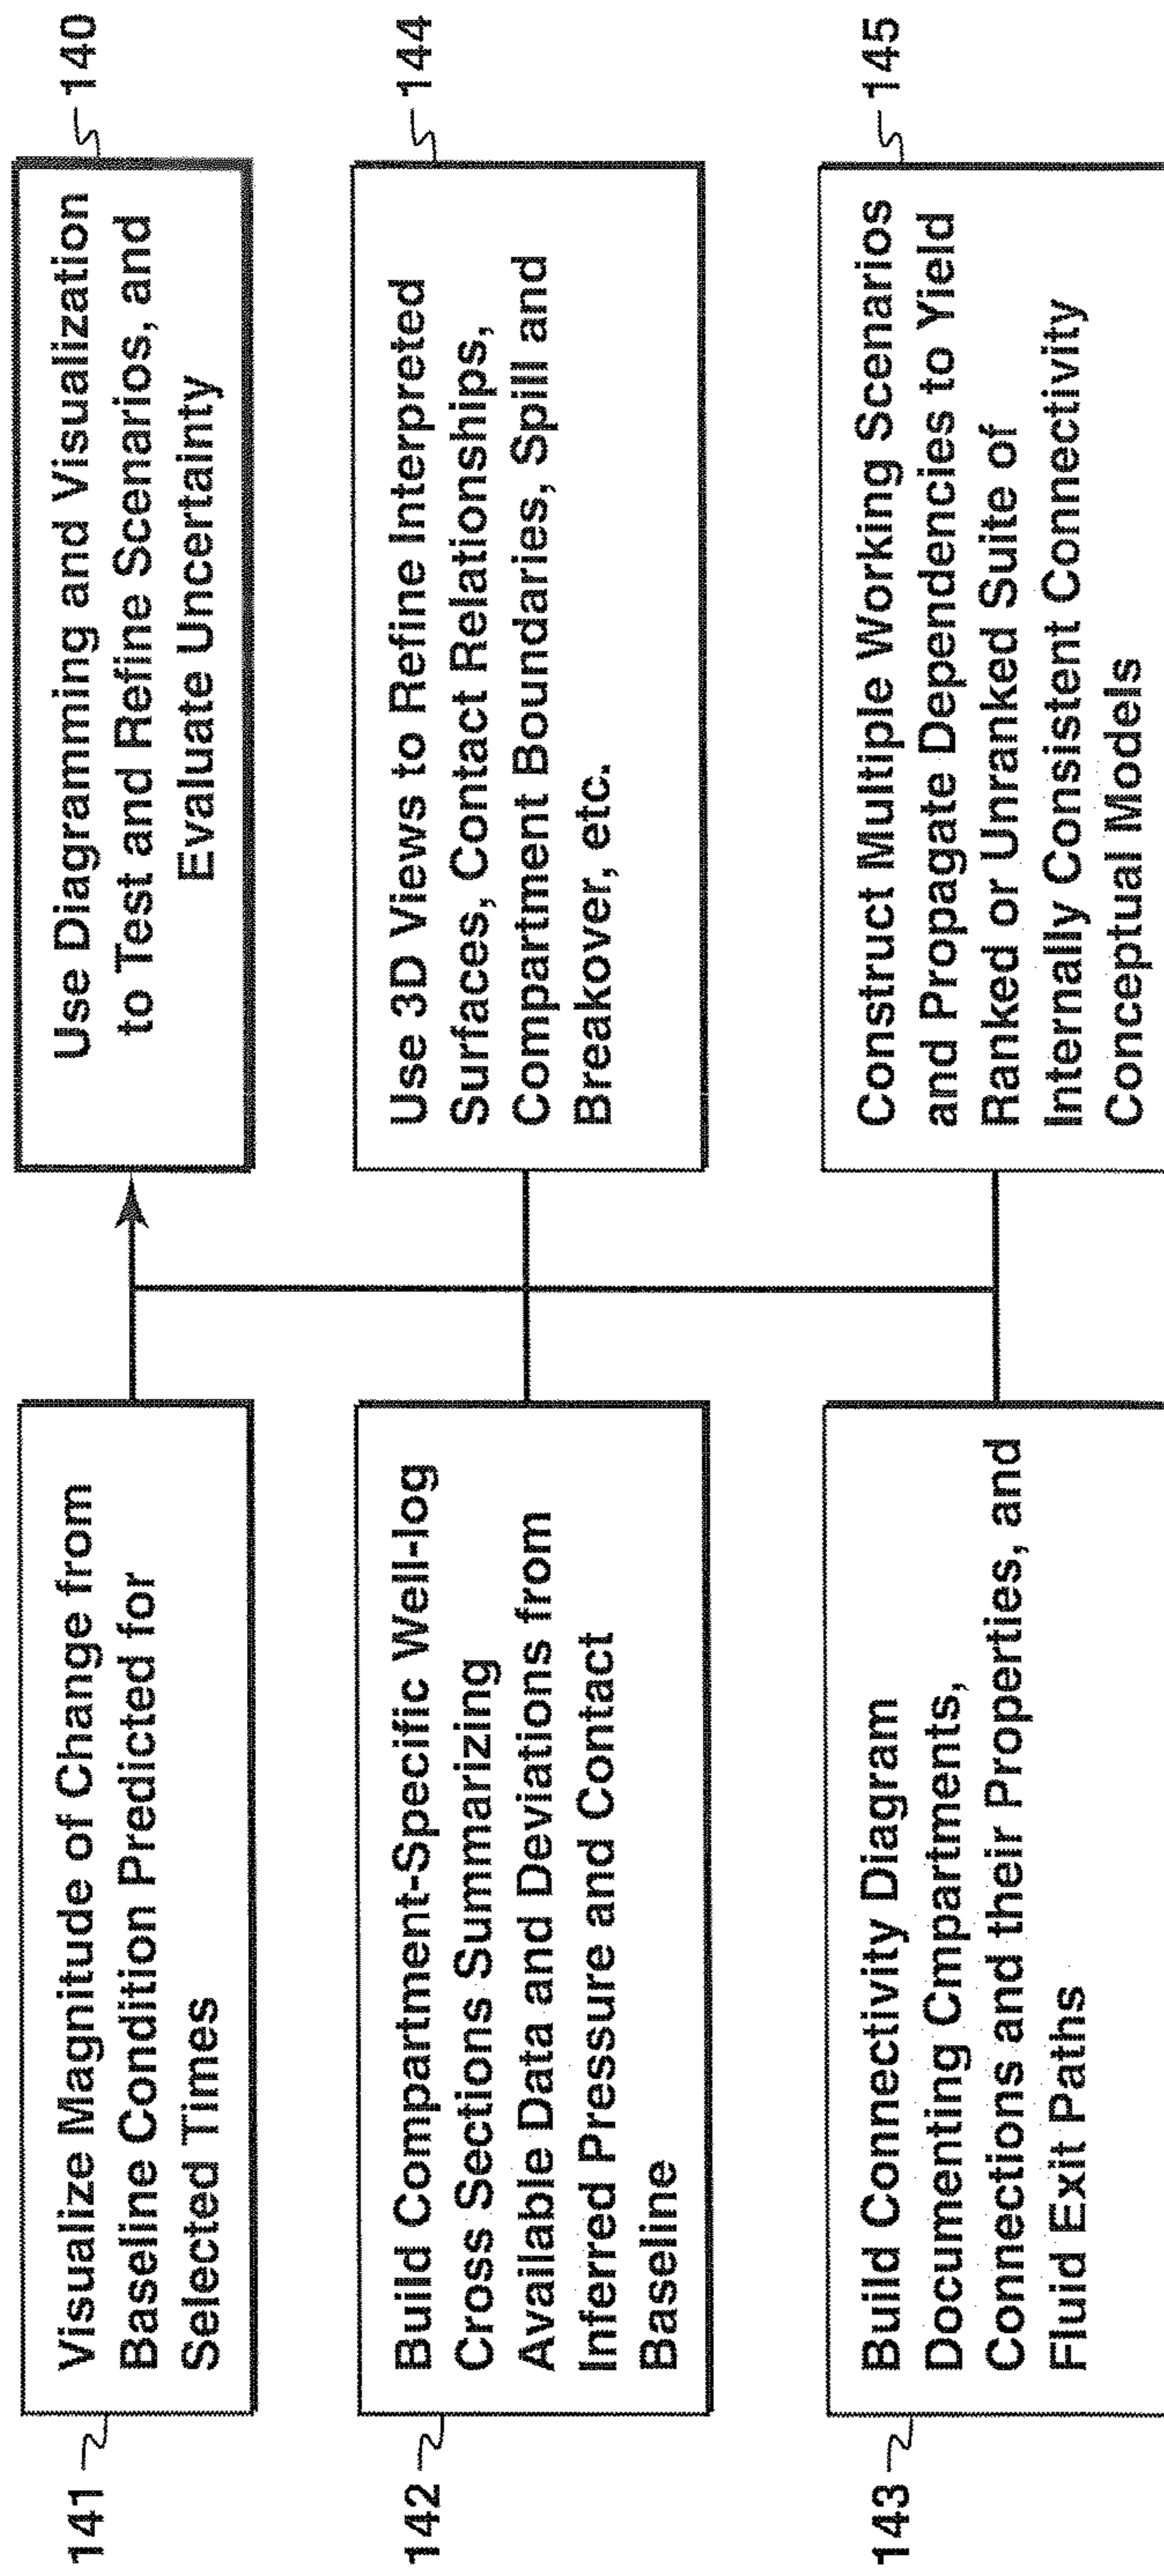 141
Visualize Magnitude of Change from
Baseline Condition Predicted for
Selected Times
140
Use Diagraming and Visualization
to Test and Refine Scenarios, and
Evaluate Uncertainty
142
Build Compartment-Specific Well-log
Cross Sections Summarizing
Available Data and Deviations from
Inferred Pressure and Contact
Baseline
144
Use 3D Views to Refine Interpreted
Surfaces, Contact Relationships,
Compartment Boundaries, Spill and
Breakover, etc.
143
Build Connectivity Diagram
Documenting Cmpartments,
Connections and their Properties, and
Fluid Exit Paths
145
Construct Multiple Working Scenarios
and Propagate Dependencies to Yield
Ranked or Unranked Suite of
Internally Consistent Connectivity
Conceptual Models